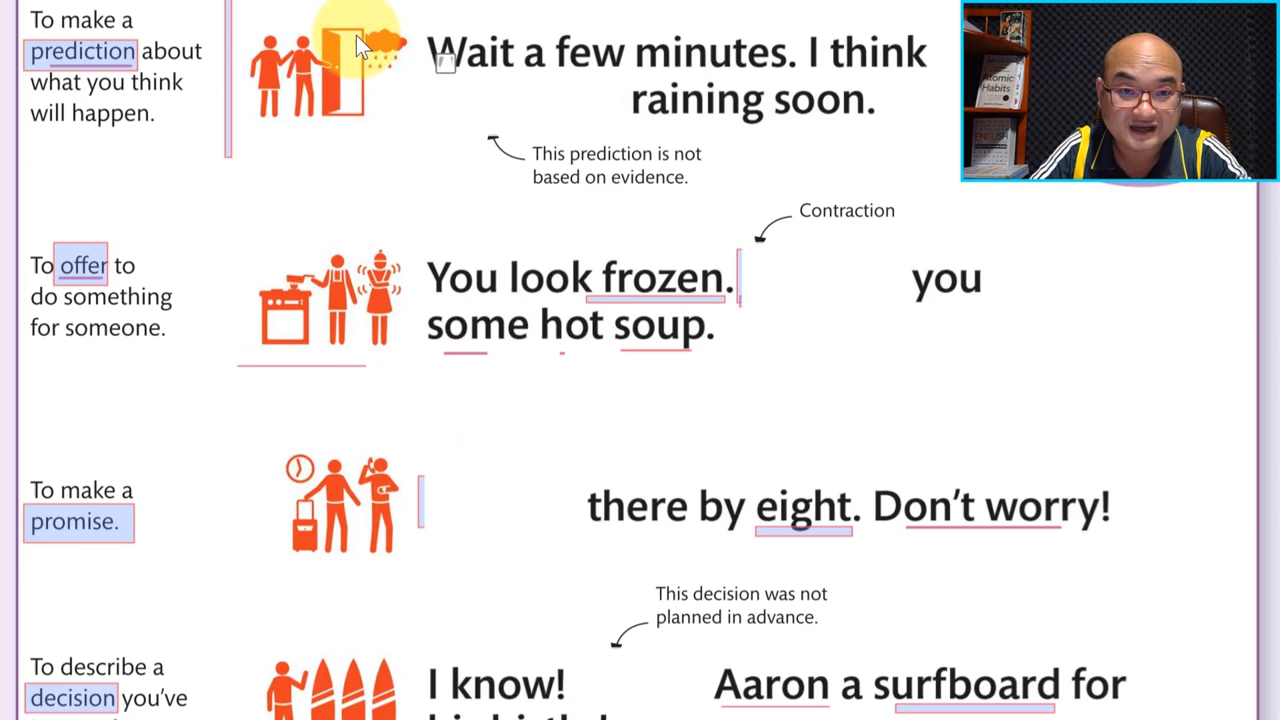 To make a
prediction about
what you think
will happen.
Wait a few minutes. I think
raining soon.
This prediction is not
based on evidence.
Contraction
To offer to
do something
for someone.
You look frozen. you
some hot soup.
To make a
promise.
there by eight. Don't worry!
This decision was not
planned in advance.
To describe a
decision you've
I know! Aaron a surfboard for
Atomic
Habits
ENGLISH